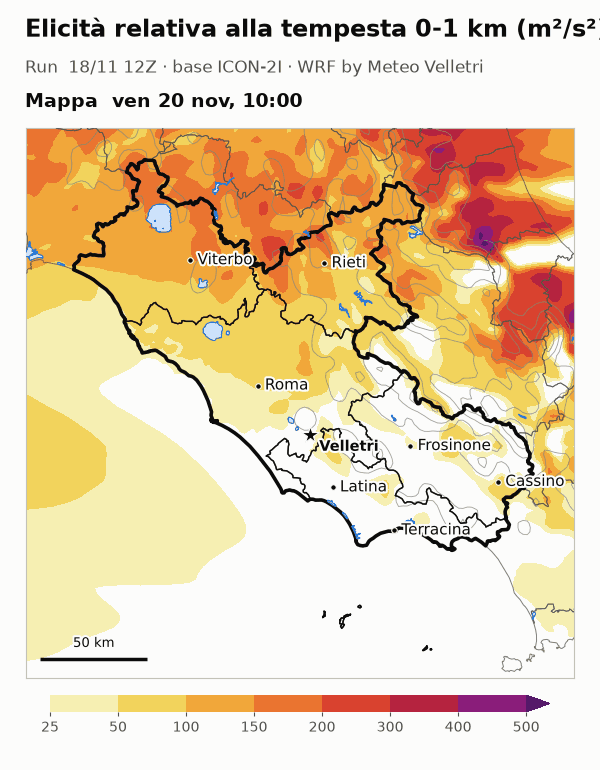 Elicità relativa alla tempesta 0-1 km (m²/s²)
Run 18/11 12Z · base ICON-2I · WRF by Meteo Velletri
Mappa ven 20 nov, 10:00
Viterbo
Rieti
Roma
Velletri
Frosinone
Cassino
Latina
Terracina
50 km
25 50 100 150 200 300 400 500